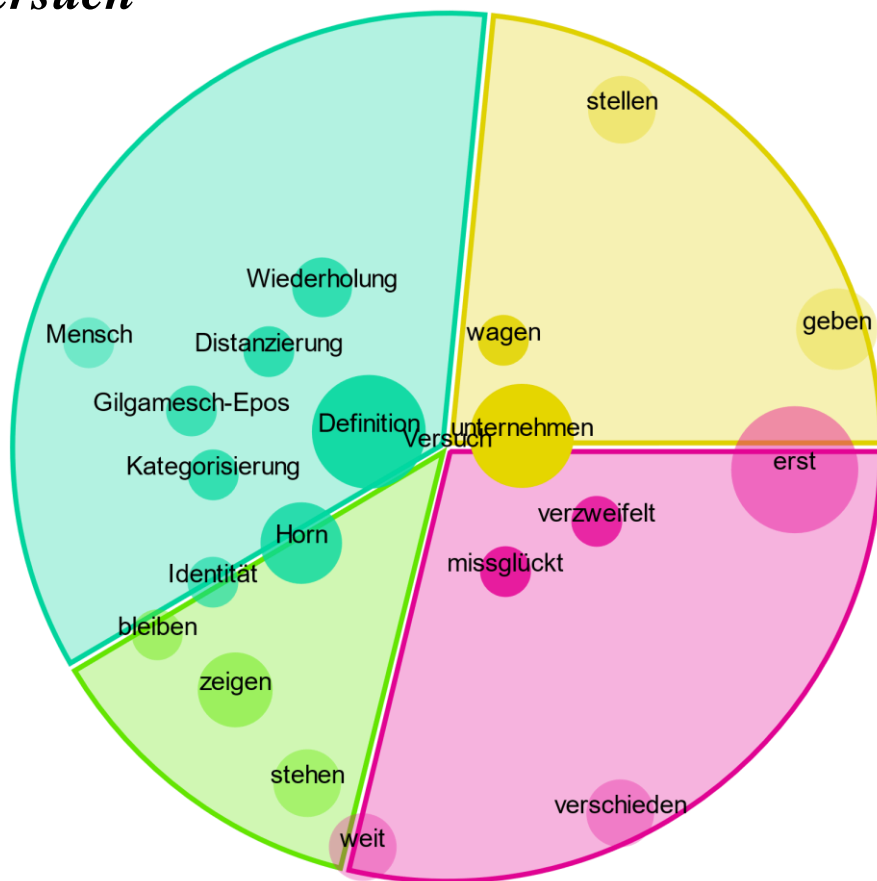 stellen
Wiederholung
geben
Mensch
Distanzierung
wagen
Gilgamesch-Epos
Definition
unternehmen
Versuch
Kategorisierung
erst
verzweifelt
Horn
missglückt
Identität
bleiben
zeigen
stehen
verschieden
weit